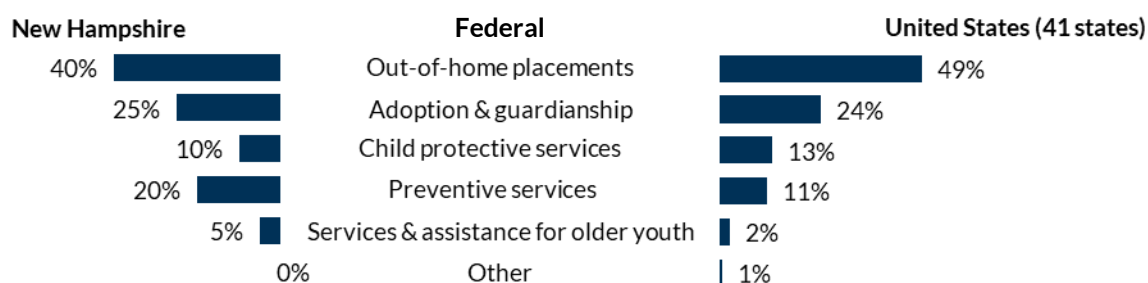 New Hampshire Federal United States (41 states)
40% Out-of-home placements 49%
25% Adoption & guardianship 24%
10% Child protective services 13%
20% Preventive services 11%
5% Services & assistance for older youth 2%
0% Other 1%